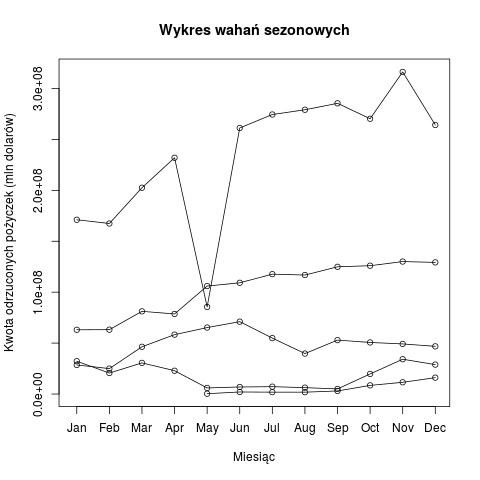 Wykres wahań sezonowych
Kwota odrzuconych pożyczek (mln dolarów)
3.0e+08
2.0e+08
1.0e+08
0.0e+00
Jan Feb Mar Apr May Jun Jul Aug Sep Oct Nov Dec
Miesiąc